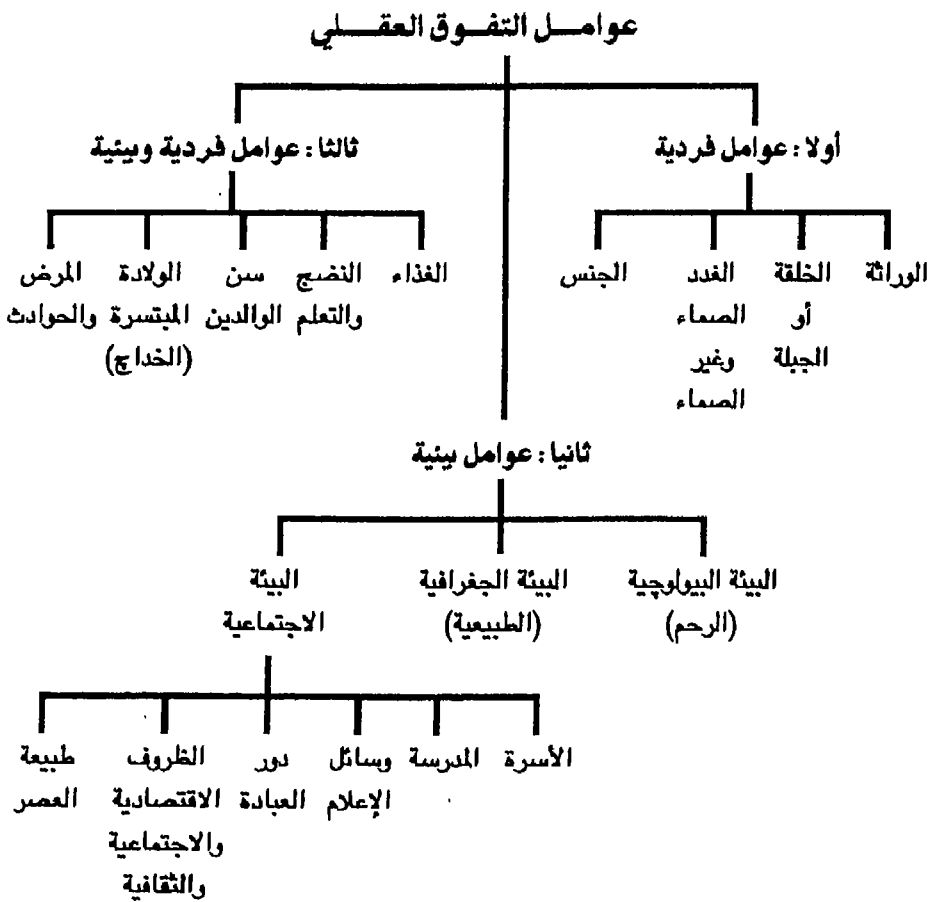 عوامل التفوق العقلي
أولا : عوامل فردية
ثالثا : عوامل فردية وبيئية
الوراثة
الخلقة
أو
الجبلة
الغدد
الصماء
وغير
الصماء
الجنس
الغذاء
النضج
والتعلم
سن
الوالدين
الولادة
المبتسرة
(الخداج)
المرض
والحوادث
ثانيا : عوامل بيئية
البيئة البيولوچية
(الرحم)
البيئة الجغرافية
(الطبيعية)
البيئة
الاجتماعية
الأسرة
المدرسة
وسائل
الإعلام
دور
العبادة
الظروف
الاقتصادية
والاجتماعية
والثقافية
طبيعة
العصر